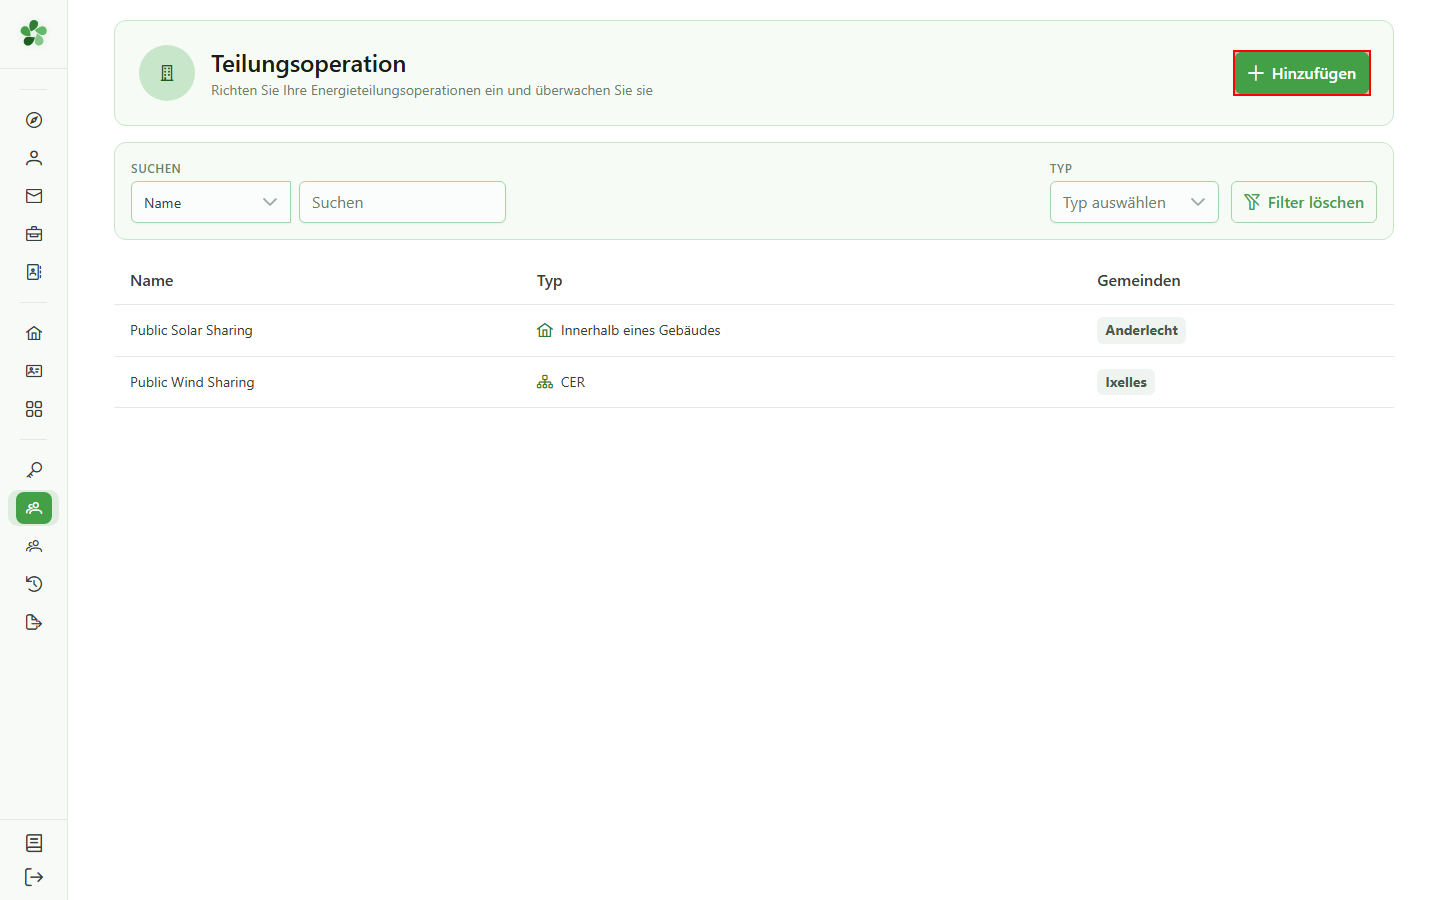 Teilungsoperation
Richten Sie Ihre Energieteilungsoperationen ein und überwachen Sie sie
Hinzufügen
SUCHEN
TYP
Name
Suchen
Typ auswählen
Filter löschen
Name Typ Gemeinden
Public Solar Sharing Innerhalb eines Gebäudes Anderlecht
Public Wind Sharing CER Ixelles